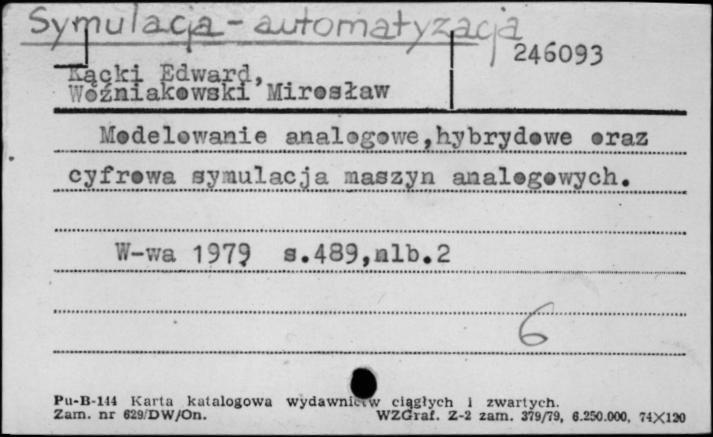 Symulacja - automatyzacja
246093
Kącki Edward,
Woźniakowski Mirosław
Modelowanie analogowe,hybrydowe oraz
cyfrowa symulacja maszyn analogowych.
W-wa 1979 s.489,nlb.2
6
Pu-B-144 Karta katalogowa wydawnictw ciągłych i zwartych.
Zam. nr 629/DW/On. WZGraf. Z-2 zam. 379/79, 6.250.000, 74X120